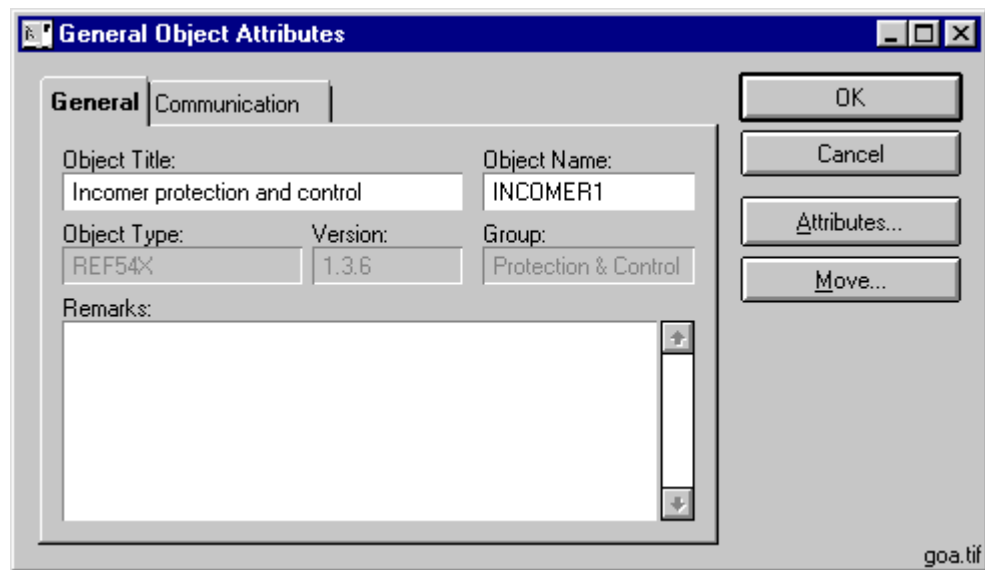 General Object Attributes
General Communication
OK
Cancel
Attributes...
Move...
Object Title: Object Name:
Incomer protection and control INCOMER1
Object Type: Version: Group:
REF54X 1.3.6 Protection & Control
Remarks:
goa.tif